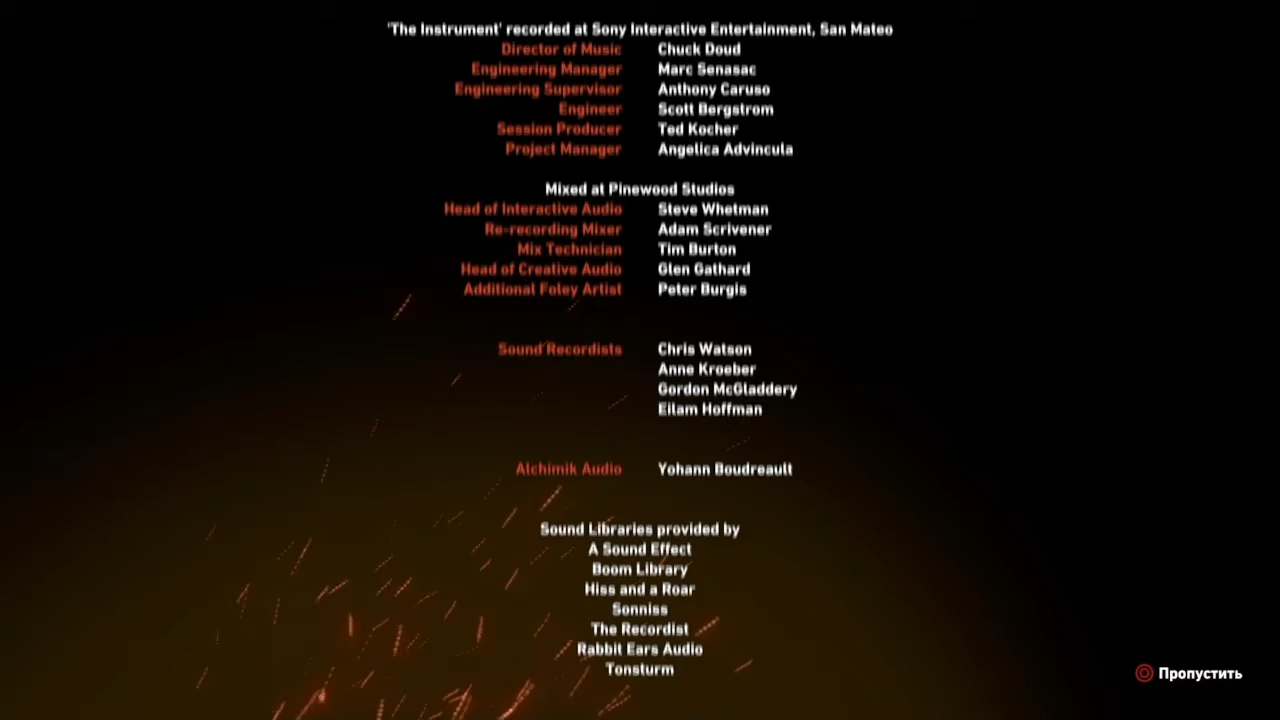 'The Instrument' recorded at Sony Interactive Entertainment, San Mateo
Director of Music Chuck Doud
Engineering Manager Marc Senasac
Engineering Supervisor Anthony Caruso
Engineer Scott Bergstrom
Session Producer Ted Kocher
Project Manager Angelica Advincula
Mixed at Pinewood Studios
Head of Interactive Audio Steve Whetman
Re-recording Mixer Adam Scrivener
Mix Technician Tim Burton
Head of Creative Audio Glen Gathard
Additional Foley Artist Peter Burgis
Sound Recordists Chris Watson
Anne Kroeber
Gordon McGladdery
Eilam Hoffman
Alchimik Audio Yohann Boudreault
Sound Libraries provided by
A Sound Effect
Boom Library
Hiss and a Roar
Sonniss
The Recordist
Rabbit Ears Audio
Tonsturm
Пропустить